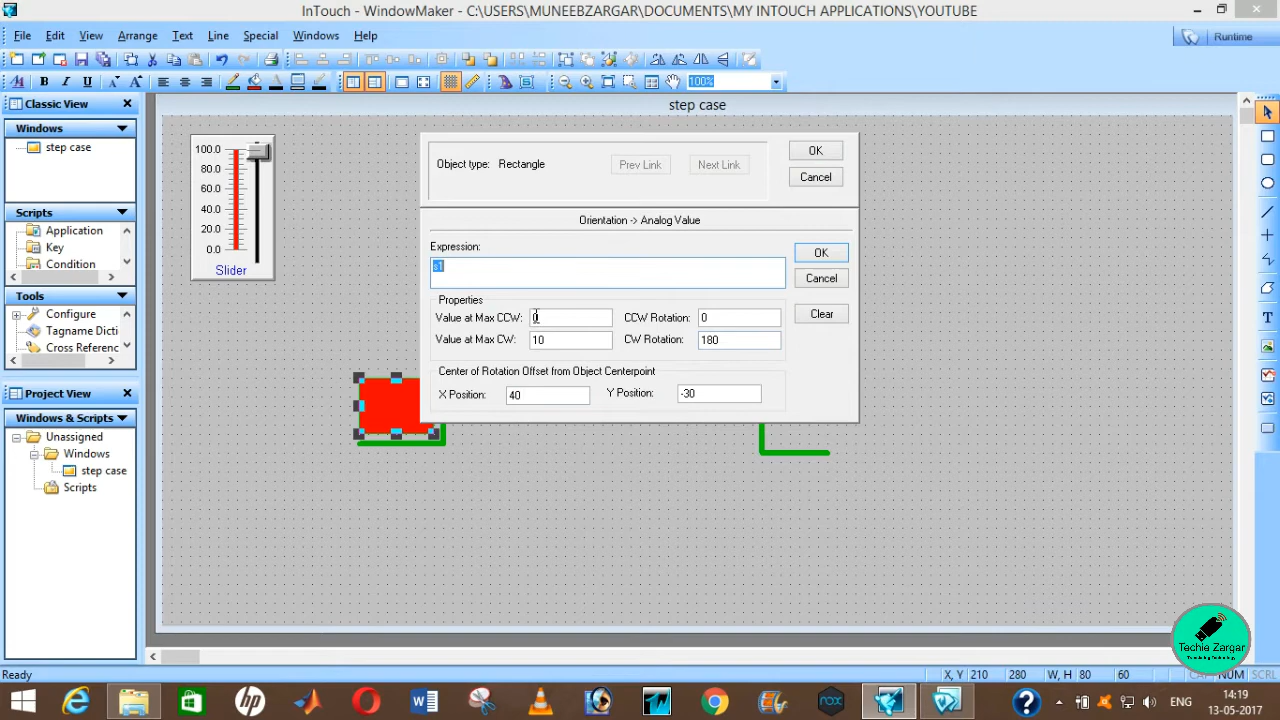 InTouch - WindowMaker - C:\USERS\MUNEEBZARGAR\DOCUMENTS\MY INTOUCH APPLICATIONS\YOUTUBE
File Edit View Arrange Text Line Special Windows Help
Runtime
B I U A A
100%
Classic View
Windows
step case
Scripts
Application
Key
Condition
Tools
Configure
Tagname Dicti
Cross Referenc
Project View
Windows & Scripts
Unassigned
Windows
step case
Scripts
step case
100.0
80.0
60.0
40.0
20.0
0.0
Slider
Object type: Rectangle
Prev Link
Next Link
OK
Cancel
Orientation -> Analog Value
Expression:
s1
OK
Cancel
Clear
Properties
Value at Max CCW: 0
CCW Rotation: 0
Value at Max CW: 10
CW Rotation: 180
Center of Rotation Offset from Object Centerpoint
X Position: 40
Y Position: -30
Techie Zargar
Ready
X, Y 210 280 W, H 80 60 CAP NUM SCRL
ENG
14:19
13-05-2017